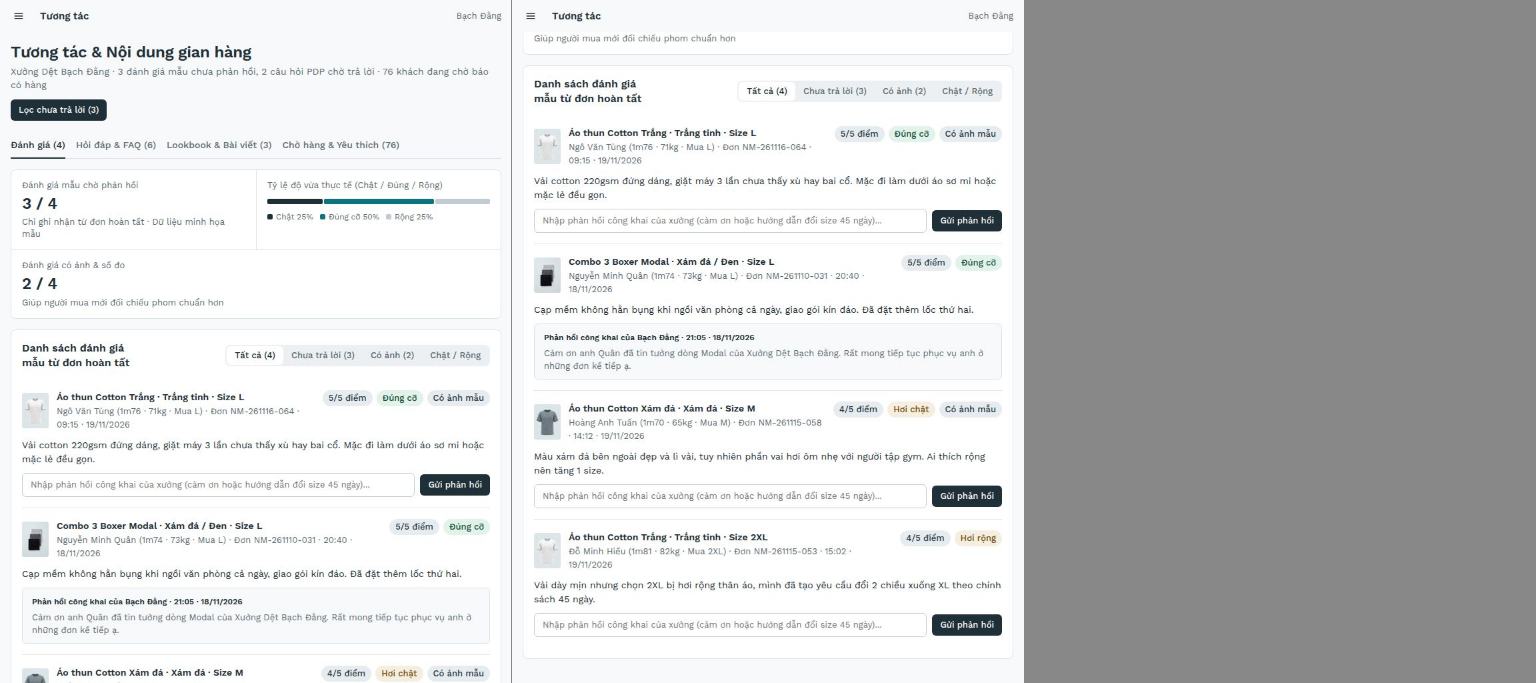 Tương tác
Bạch Đằng
Tương tác & Nội dung gian hàng
Xưởng Dệt Bạch Đằng · 3 đánh giá mẫu chưa phản hồi, 2 câu hỏi PDP chờ trả lời · 76 khách đang chờ báo
có hàng
Lọc chưa trả lời (3)
Đánh giá (4)
Hỏi đáp & FAQ (6)
Lookbook & Bài viết (3)
Chờ hàng & Yêu thích (76)
Đánh giá mẫu chờ phản hồi
3 / 4
Chỉ ghi nhận từ đơn hoàn tất · Dữ liệu minh họa
mẫu
Tỷ lệ độ vừa thực tế (Chật / Đúng / Rộng)
Chật 25%
Đúng cỡ 50%
Rộng 25%
Đánh giá có ảnh & số đo
2 / 4
Giúp người mua mới đối chiếu phom chuẩn hơn
Danh sách đánh giá
mẫu từ đơn hoàn tất
Tất cả (4)
Chưa trả lời (3)
Có ảnh (2)
Chật / Rộng
Áo thun Cotton Trắng · Trắng tinh · Size L
5/5 điểm
Đúng cỡ
Có ảnh mẫu
Ngô Văn Tùng (1m76 · 71kg · Mua L) · Đơn NM-261116-064 ·
09:15 · 19/11/2026
Vải cotton 220gsm đứng dáng, giặt máy 3 lần chưa thấy xù hay bai cổ. Mặc đi làm dưới áo sơ mi hoặc
mặc lẻ đều gọn.
Nhập phản hồi công khai của xưởng (cảm ơn hoặc hướng dẫn đổi size 45 ngày)...
Gửi phản hồi
Combo 3 Boxer Modal · Xám đá / Đen · Size L
5/5 điểm
Đúng cỡ
Nguyễn Minh Quân (1m74 · 73kg · Mua L) · Đơn NM-261110-031 · 20:40 ·
18/11/2026
Cạp mềm không hằn bụng khi ngồi văn phòng cả ngày, giao gói kín đáo. Đã đặt thêm lốc thứ hai.
Phản hồi công khai của Bạch Đằng · 21:05 · 18/11/2026
Cảm ơn anh Quân đã tin tưởng dòng Modal của Xưởng Dệt Bạch Đằng. Rất mong tiếp tục phục vụ anh ở
những đơn kế tiếp ạ.
Áo thun Cotton Xám đá · Xám đá · Size M
4/5 điểm
Hơi chật
Có ảnh mẫu
Tương tác
Bạch Đằng
Giúp người mua mới đối chiếu phom chuẩn hơn
Danh sách đánh giá
mẫu từ đơn hoàn tất
Tất cả (4)
Chưa trả lời (3)
Có ảnh (2)
Chật / Rộng
Áo thun Cotton Trắng · Trắng tinh · Size L
5/5 điểm
Đúng cỡ
Có ảnh mẫu
Ngô Văn Tùng (1m76 · 71kg · Mua L) · Đơn NM-261116-064 ·
09:15 · 19/11/2026
Vải cotton 220gsm đứng dáng, giặt máy 3 lần chưa thấy xù hay bai cổ. Mặc đi làm dưới áo sơ mi hoặc
mặc lẻ đều gọn.
Nhập phản hồi công khai của xưởng (cảm ơn hoặc hướng dẫn đổi size 45 ngày)...
Gửi phản hồi
Combo 3 Boxer Modal · Xám đá / Đen · Size L
5/5 điểm
Đúng cỡ
Nguyễn Minh Quân (1m74 · 73kg · Mua L) · Đơn NM-261110-031 · 20:40 ·
18/11/2026
Cạp mềm không hằn bụng khi ngồi văn phòng cả ngày, giao gói kín đáo. Đã đặt thêm lốc thứ hai.
Phản hồi công khai của Bạch Đằng · 21:05 · 18/11/2026
Cảm ơn anh Quân đã tin tưởng dòng Modal của Xưởng Dệt Bạch Đằng. Rất mong tiếp tục phục vụ anh ở
những đơn kế tiếp ạ.
Áo thun Cotton Xám đá · Xám đá · Size M
4/5 điểm
Hơi chật
Có ảnh mẫu
Hoàng Anh Tuấn (1m70 · 65kg · Mua M) · Đơn NM-261115-058
· 14:12 · 19/11/2026
Màu xám đá bên ngoài đẹp và lì vải, tuy nhiên phần vai hơi ôm nhẹ với người tập gym. Ai thích rộng
nên tăng 1 size.
Nhập phản hồi công khai của xưởng (cảm ơn hoặc hướng dẫn đổi size 45 ngày)...
Gửi phản hồi
Áo thun Cotton Trắng · Trắng tinh · Size 2XL
4/5 điểm
Hơi rộng
Đỗ Minh Hiếu (1m81 · 82kg · Mua 2XL) · Đơn NM-261115-053 · 15:02 ·
19/11/2026
Vải dày mịn nhưng chọn 2XL bị hơi rộng thân áo, mình đã tạo yêu cầu đổi 2 chiều xuống XL theo chính
sách 45 ngày.
Nhập phản hồi công khai của xưởng (cảm ơn hoặc hướng dẫn đổi size 45 ngày)...
Gửi phản hồi